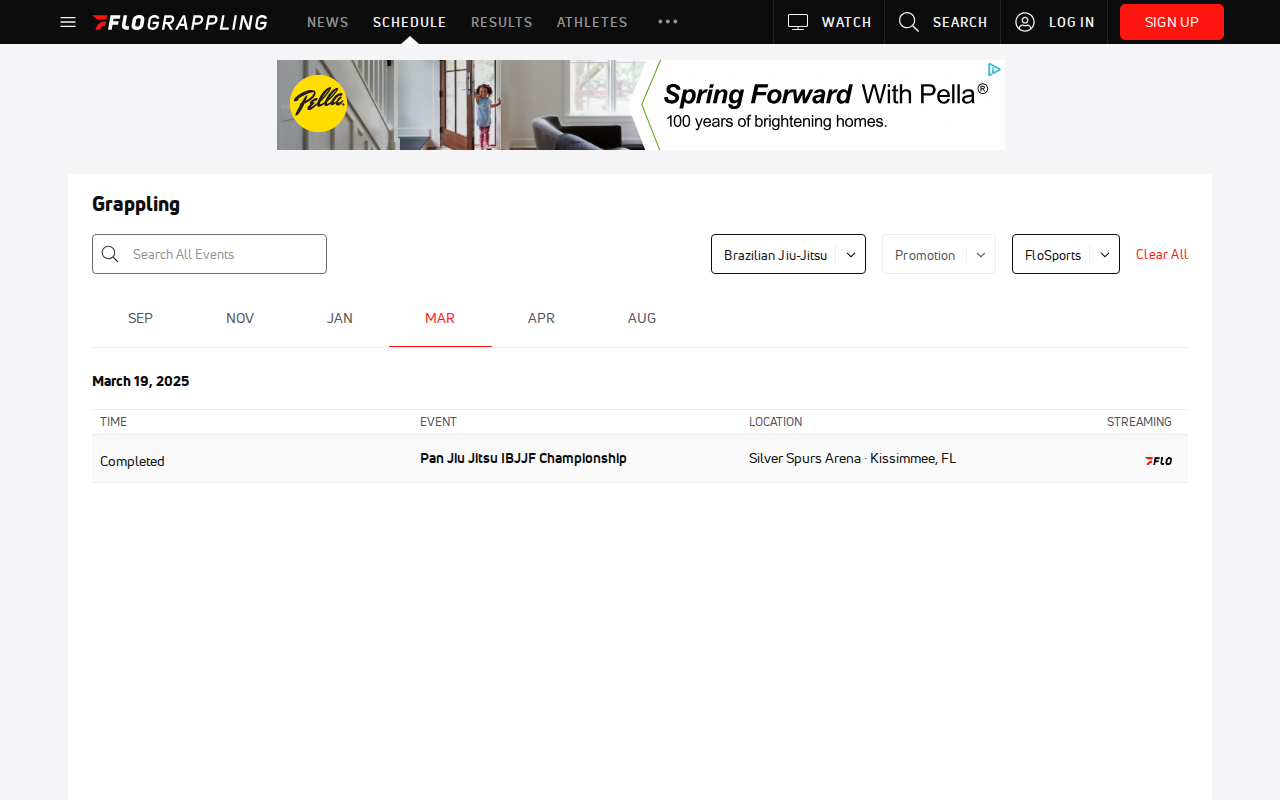 FLOGRAPPLING NEWS SCHEDULE RESULTS ATHLETES ••• WATCH SEARCH LOG IN SIGN UP
Pella
Spring Forward With Pella®
100 years of brightening homes.
Grappling
Search All Events Brazilian Jiu-Jitsu Promotion FloSports Clear All
SEP NOV JAN MAR APR AUG
March 19, 2025
TIME EVENT LOCATION STREAMING
Completed Pan Jiu Jitsu IBJJF Championship Silver Spurs Arena · Kissimmee, FL FLO